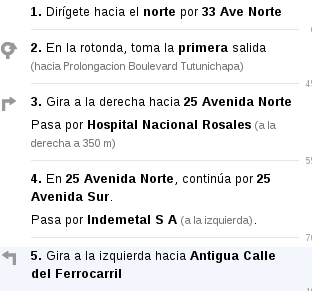 1. Dirígete hacia el norte por 33 Ave Norte
2. En la rotonda, toma la primera salida
(hacia Prolongacion Boulevard Tutunichapa)
3. Gira a la derecha hacia 25 Avenida Norte
Pasa por Hospital Nacional Rosales (a la
derecha a 350 m)
4. En 25 Avenida Norte, continúa por 25
Avenida Sur.
Pasa por Indemetal S A (a la izquierda).
5. Gira a la izquierda hacia Antigua Calle
del Ferrocarril